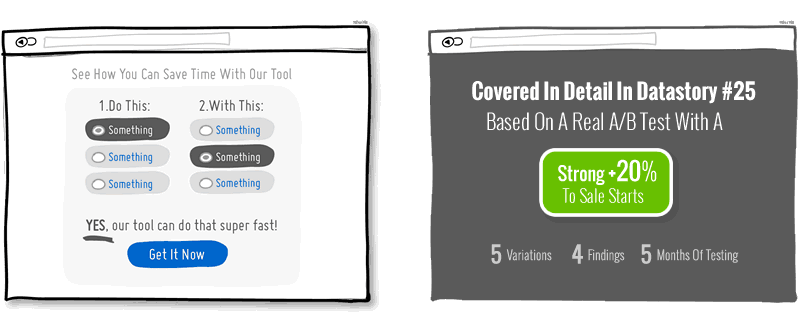 See How You Can Save Time With Our Tool
1.Do This:
2.With This:
Something
Something
Something
Something
Something
Something
YES, our tool can do that super fast!
Get It Now
Covered In Detail In Datastory #25
Based On A Real A/B Test With A
Strong +20%
To Sale Starts
5 Variations
4 Findings
5 Months Of Testing